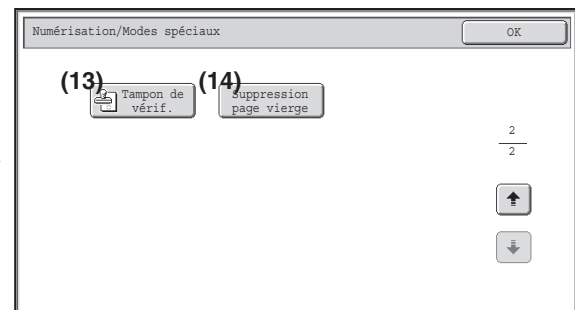 Numérisation/Modes spéciaux
OK
(13)
Tampon de
vérif.
(14)
Suppression
page vierge
2
2